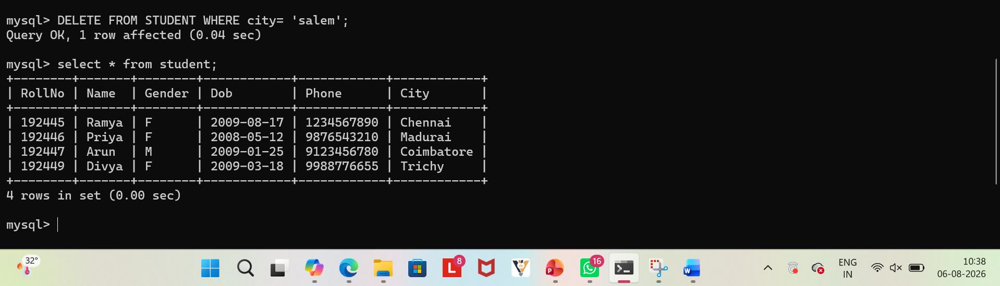 mysql> DELETE FROM STUDENT WHERE city= 'salem';
Query OK, 1 row affected (0.04 sec)
mysql> select * from student;
+--------+-------+--------+------------+------------+------------+
| RollNo | Name  | Gender | Dob        | Phone      | City       |
+--------+-------+--------+------------+------------+------------+
| 192445 | Ramya | F      | 2009-08-17 | 1234567890 | Chennai    |
| 192446 | Priya | F      | 2008-05-12 | 9876543210 | Madurai    |
| 192447 | Arun  | M      | 2009-01-25 | 9123456780 | Coimbatore |
| 192449 | Divya | F      | 2009-03-18 | 9988776655 | Trichy     |
+--------+-------+--------+------------+------------+------------+
4 rows in set (0.00 sec)
mysql>
32°
L 8
P
16
W
ENG
IN
10:38
06-08-2026